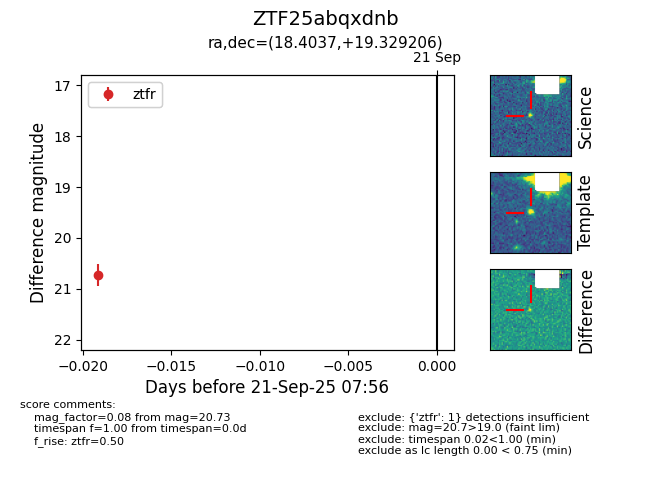 ZTF25abqxdnb
ra,dec=(18.4037,+19.329206)
21 Sep
ztfr
17
18
19
20
21
22
Difference magnitude
−0.020
−0.015
−0.010
−0.005
0.000
Days before 21-Sep-25 07:56
Science
Template
Difference
score comments:
mag_factor=0.08 from mag=20.73
timespan f=1.00 from timespan=0.0d
f_rise: ztfr=0.50
exclude: {'ztfr': 1} detections insufficient
exclude: mag=20.7>19.0 (faint lim)
exclude: timespan 0.02<1.00 (min)
exclude as lc length 0.00 < 0.75 (min)